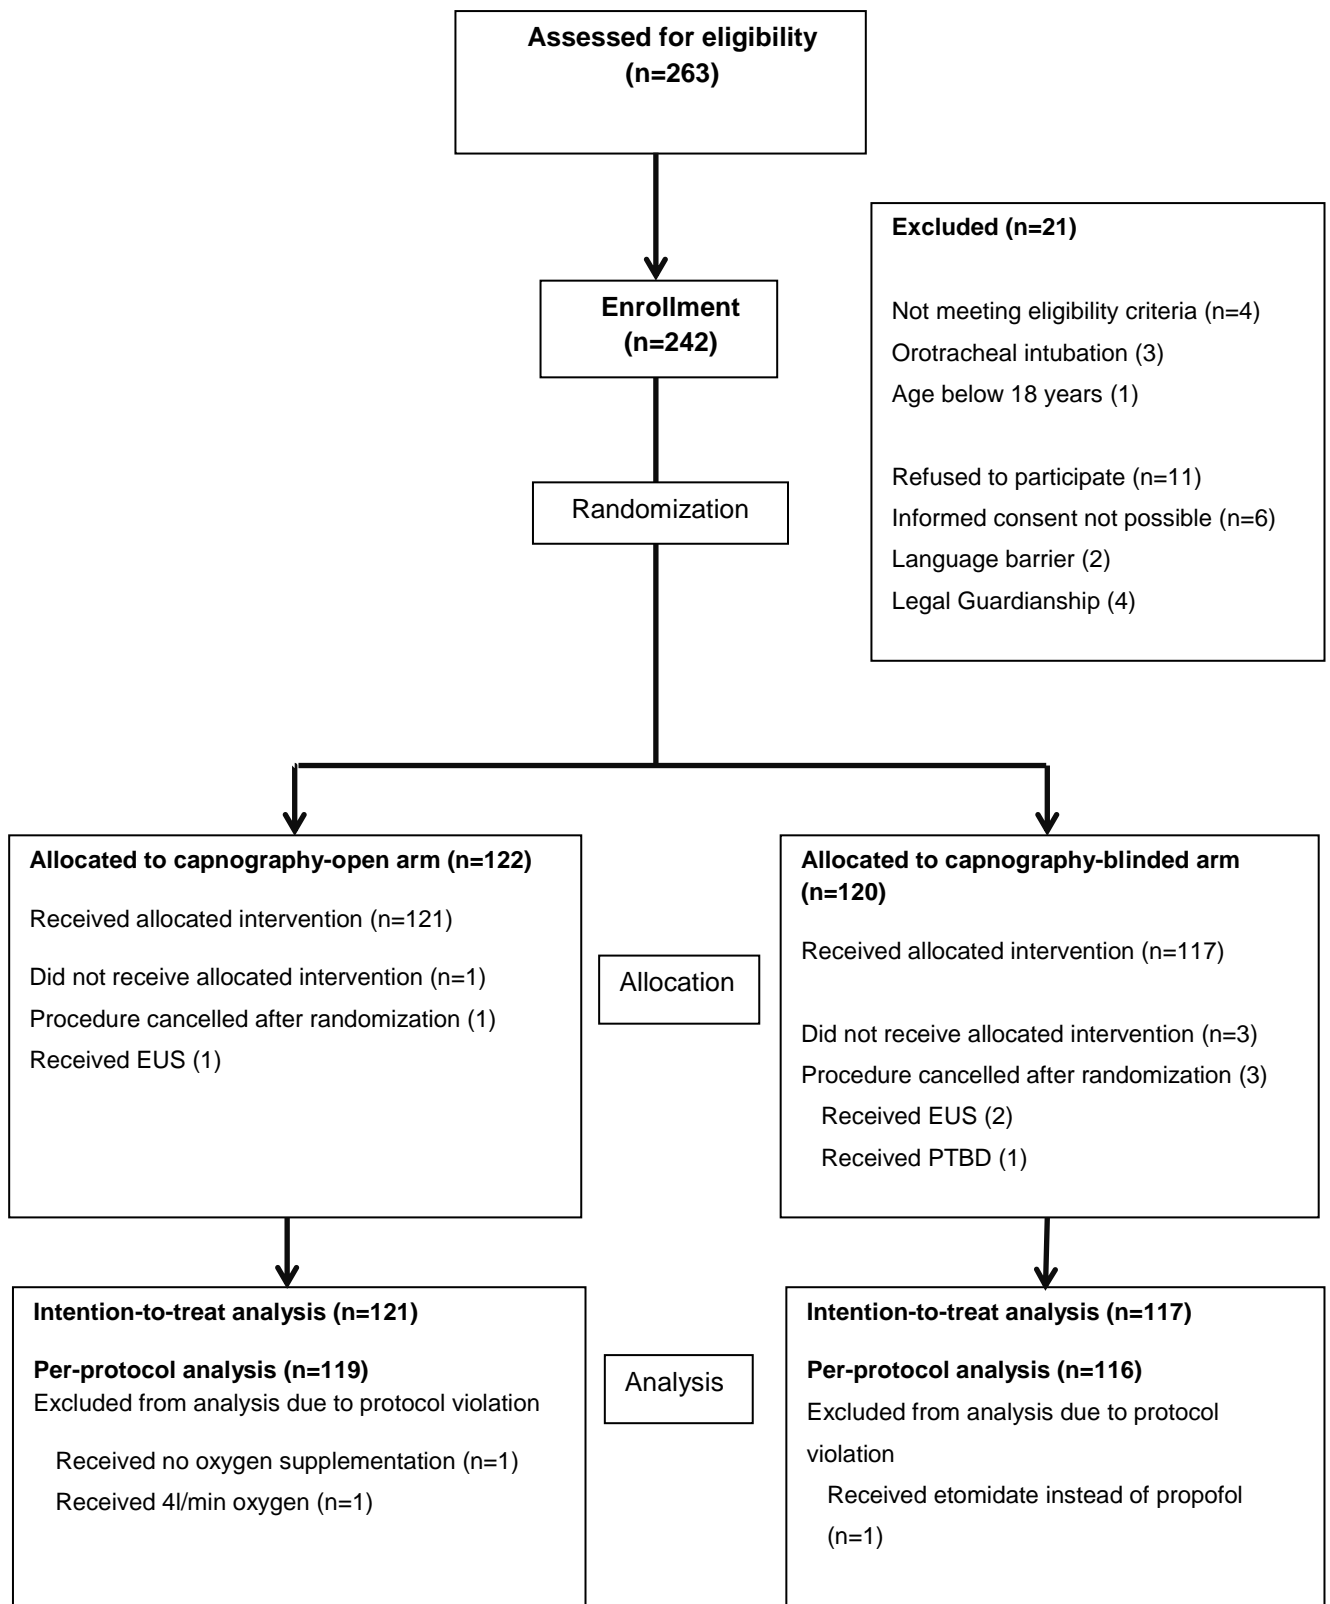 Assessed for eligibility
(n=263)
Excluded (n=21)
Not meeting eligibility criteria (n=4)
Orotracheal intubation (3)
Age below 18 years (1)
Refused to participate (n=11)
Informed consent not possible (n=6)
Language barrier (2)
Legal Guardianship (4)
Enrollment
(n=242)
Randomization
Allocated to capnography-open arm (n=122)
Received allocated intervention (n=121)
Did not receive allocated intervention (n=1)
Procedure cancelled after randomization (1)
Received EUS (1)
Allocation
Allocated to capnography-blinded arm
(n=120)
Received allocated intervention (n=117)
Did not receive allocated intervention (n=3)
Procedure cancelled after randomization (3)
Received EUS (2)
Received PTBD (1)
Intention-to-treat analysis (n=121)
Per-protocol analysis (n=119)
Excluded from analysis due to protocol violation
Received no oxygen supplementation (n=1)
Received 4l/min oxygen (n=1)
Analysis
Intention-to-treat analysis (n=117)
Per-protocol analysis (n=116)
Excluded from analysis due to protocol
violation
Received etomidate instead of propofol
(n=1)